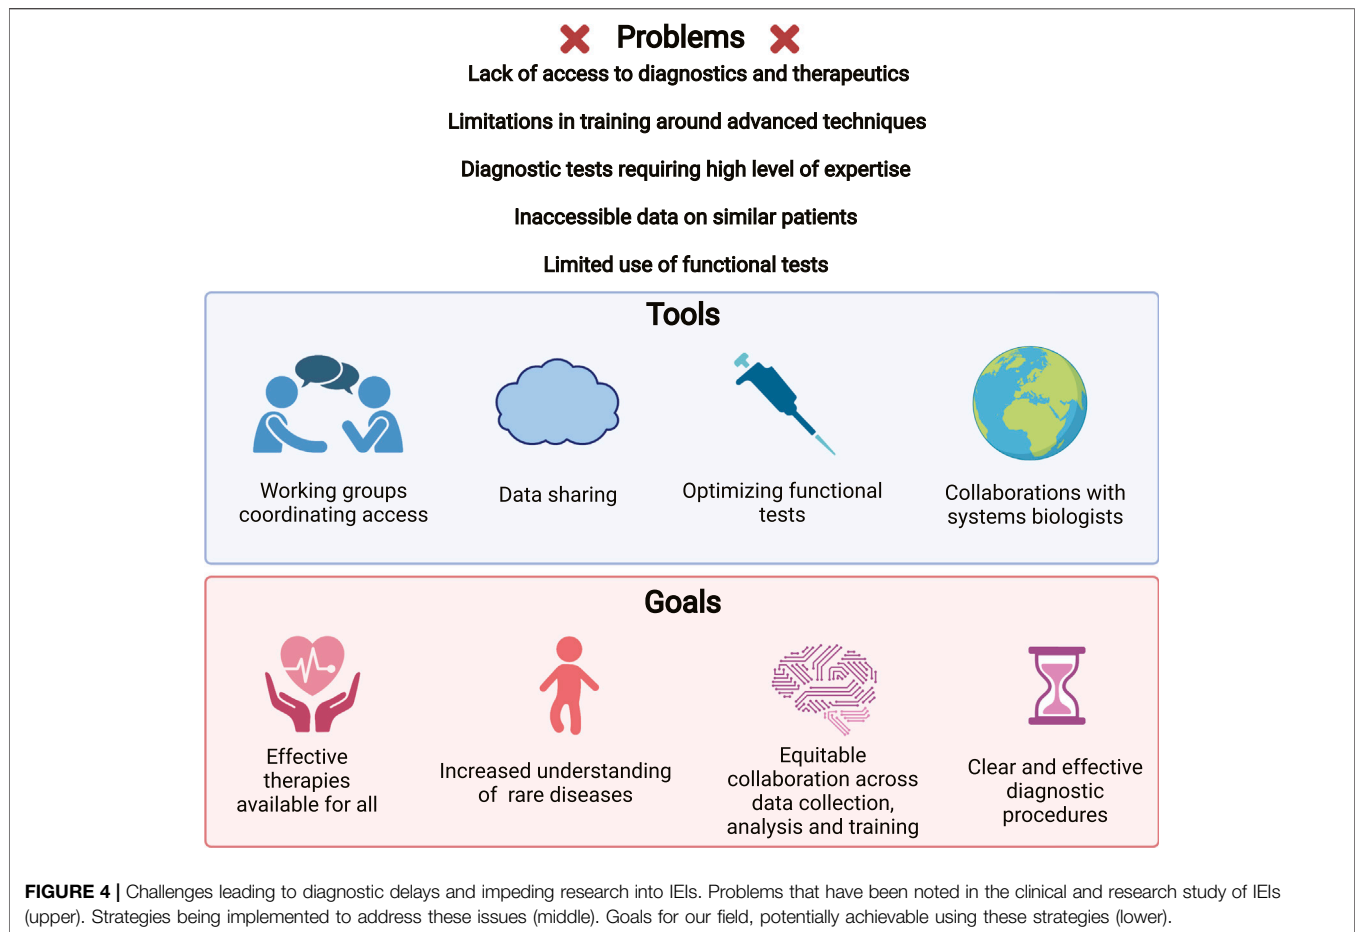 Problems
Lack of access to diagnostics and therapeutics
Limitations in training around advanced techniques
Diagnostic tests requiring high level of expertise
Inaccessible data on similar patients
Limited use of functional tests
Tools
Working groups
coordinating access
Data sharing
Optimizing functional
tests
Collaborations with
systems biologists
Goals
Effective
therapies
available for all
Increased understanding
of rare diseases
Equitable
collaboration across
data collection,
analysis and training
Clear and effective
diagnostic
procedures
FIGURE 4 | Challenges leading to diagnostic delays and impeding research into IEIs. Problems that have been noted in the clinical and research study of IEIs
(upper). Strategies being implemented to address these issues (middle). Goals for our field, potentially achievable using these strategies (lower).